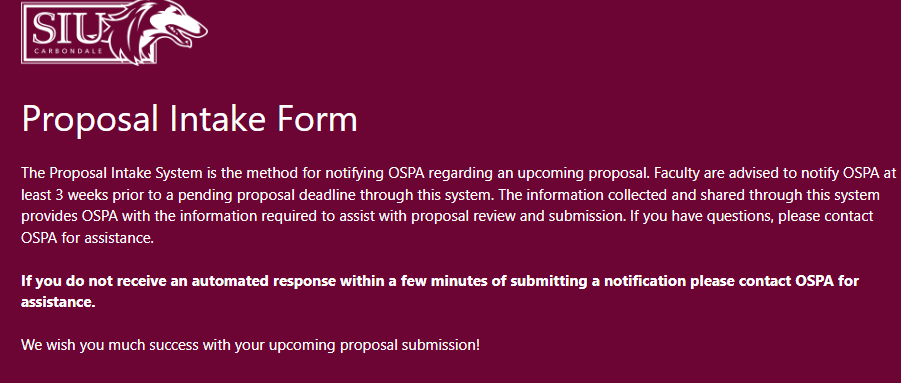 SIU
CARBONDALE
Proposal Intake Form
The Proposal Intake System is the method for notifying OSPA regarding an upcoming proposal. Faculty are advised to notify OSPA at
least 3 weeks prior to a pending proposal deadline through this system. The information collected and shared through this system
provides OSPA with the information required to assist with proposal review and submission. If you have questions, please contact
OSPA for assistance.
If you do not receive an automated response within a few minutes of submitting a notification please contact OSPA for
assistance.
We wish you much success with your upcoming proposal submission!